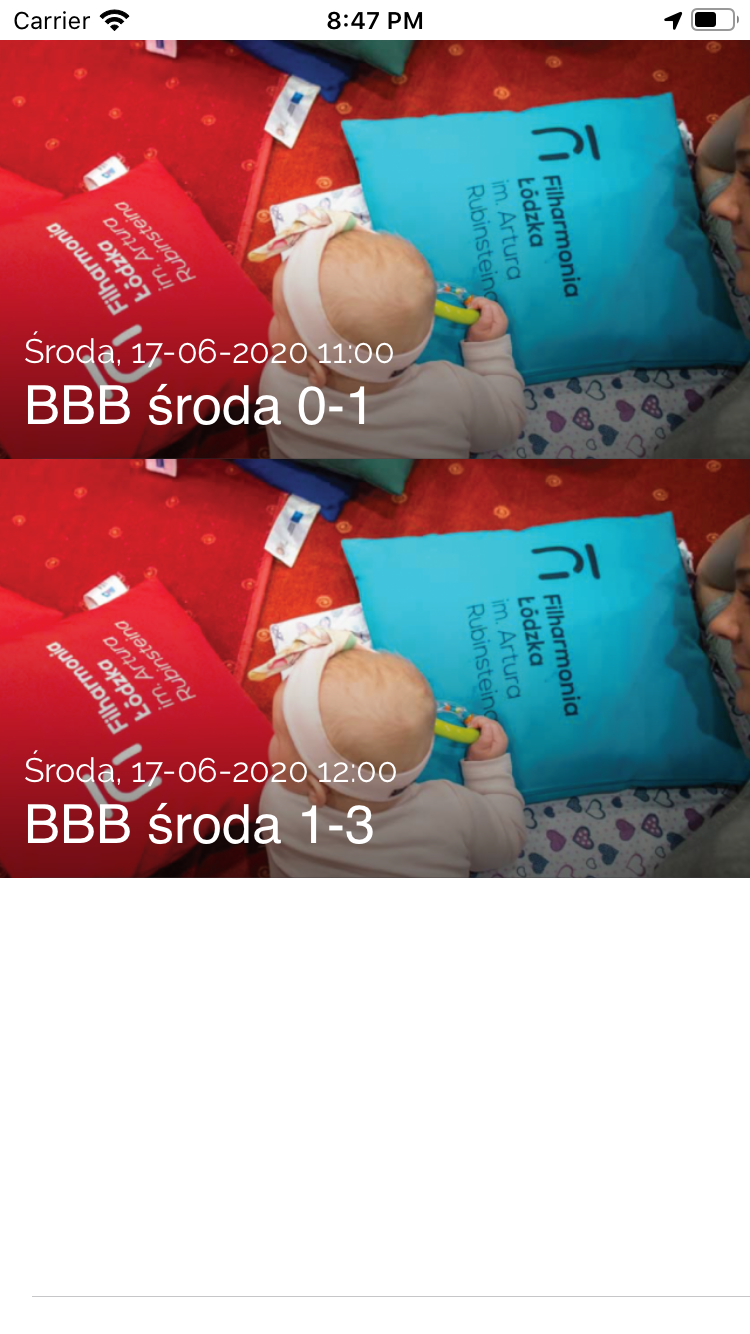 Carrier
8:47 PM
Filharmonia
Łódzka
im. Artura
Rubinsteina
Filharmonia
Łódzka
im. Artura
Rubinsteina
Środa, 17-06-2020 11:00
BBB środa 0-1
Filharmonia
Łódzka
im. Artura
Rubinsteina
Filharmonia
Łódzka
im. Artura
Rubinsteina
Środa, 17-06-2020 12:00
BBB środa 1-3